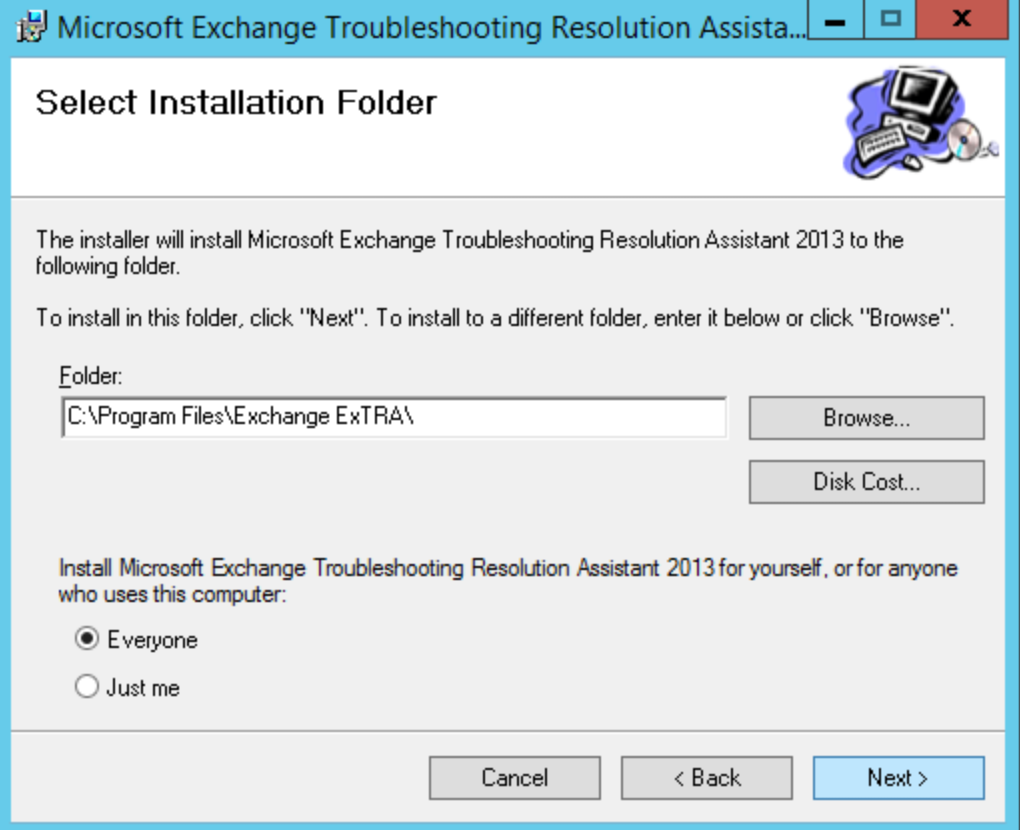 Microsoft Exchange Troubleshooting Resolution Assista...
Select Installation Folder
The installer will install Microsoft Exchange Troubleshooting Resolution Assistant 2013 to the
following folder.
To install in this folder, click "Next". To install to a different folder, enter it below or click "Browse".
Folder:
C:\Program Files\Exchange ExTRA\
Browse...
Disk Cost...
Install Microsoft Exchange Troubleshooting Resolution Assistant 2013 for yourself, or for anyone
who uses this computer:
Everyone
Just me
Cancel
< Back
Next >